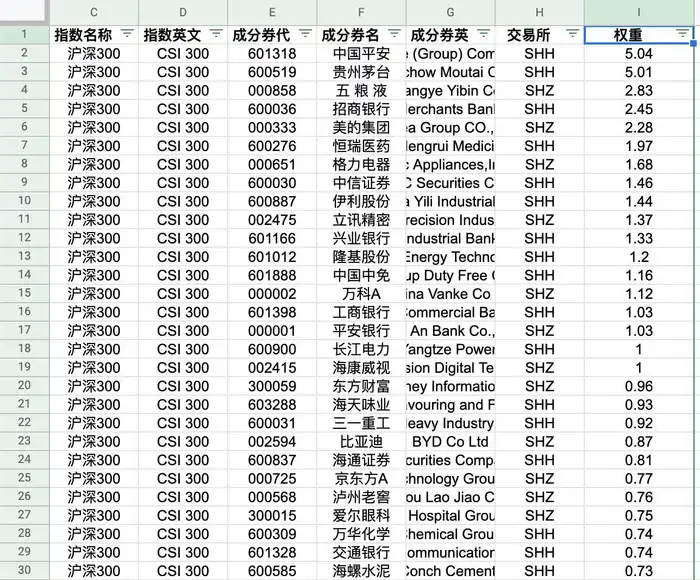 C D E F G H I
1 指数名称 指数英文 成分券代 成分券名 成分券英 交易所 权重
2 沪深300 CSI 300 601318 中国平安 e (Group) Com SHH 5.04
3 沪深300 CSI 300 600519 贵州茅台 chow Moutai C SHH 5.01
4 沪深300 CSI 300 000858 五 粮 液 angye Yibin Co SHZ 2.83
5 沪深300 CSI 300 600036 招商银行 Merchants Ban SHH 2.45
6 沪深300 CSI 300 000333 美的集团 ea Group CO., SHZ 2.28
7 沪深300 CSI 300 600276 恒瑞医药 Hengrui Medici SHH 1.97
8 沪深300 CSI 300 000651 格力电器 c Appliances,In SHZ 1.68
9 沪深300 CSI 300 600030 中信证券 C Securities C SHH 1.46
10 沪深300 CSI 300 600887 伊利股份 a Yili Industrial SHH 1.44
11 沪深300 CSI 300 002475 立讯精密 recision Indus SHZ 1.37
12 沪深300 CSI 300 601166 兴业银行 ndustrial Bank SHH 1.33
13 沪深300 CSI 300 601012 隆基股份 Energy Techno SHH 1.2
14 沪深300 CSI 300 601888 中国中免 up Duty Free G SHH 1.16
15 沪深300 CSI 300 000002 万科A ina Vanke Co SHZ 1.12
16 沪深300 CSI 300 601398 工商银行 Commercial Ba SHH 1.03
17 沪深300 CSI 300 000001 平安银行 An Bank Co., SHZ 1.03
18 沪深300 CSI 300 600900 长江电力 Yangtze Power SHH 1
19 沪深300 CSI 300 002415 海康威视 sion Digital Te SHZ 1
20 沪深300 CSI 300 300059 东方财富 ney Informatio SHZ 0.96
21 沪深300 CSI 300 603288 海天味业 avouring and F SHH 0.93
22 沪深300 CSI 300 600031 三一重工 Heavy Industry SHH 0.92
23 沪深300 CSI 300 002594 比亚迪 BYD Co Ltd SHZ 0.87
24 沪深300 CSI 300 600837 海通证券 curities Comp SHH 0.81
25 沪深300 CSI 300 000725 京东方A chnology Grou SHZ 0.77
26 沪深300 CSI 300 000568 泸州老窖 ou Lao Jiao C SHZ 0.76
27 沪深300 CSI 300 300015 爱尔眼科 Hospital Grou SHZ 0.75
28 沪深300 CSI 300 600309 万华化学 Chemical Grou SHH 0.74
29 沪深300 CSI 300 601328 交通银行 ommunication SHH 0.74
30 沪深300 CSI 300 600585 海螺水泥 Conch Cement SHH 0.73